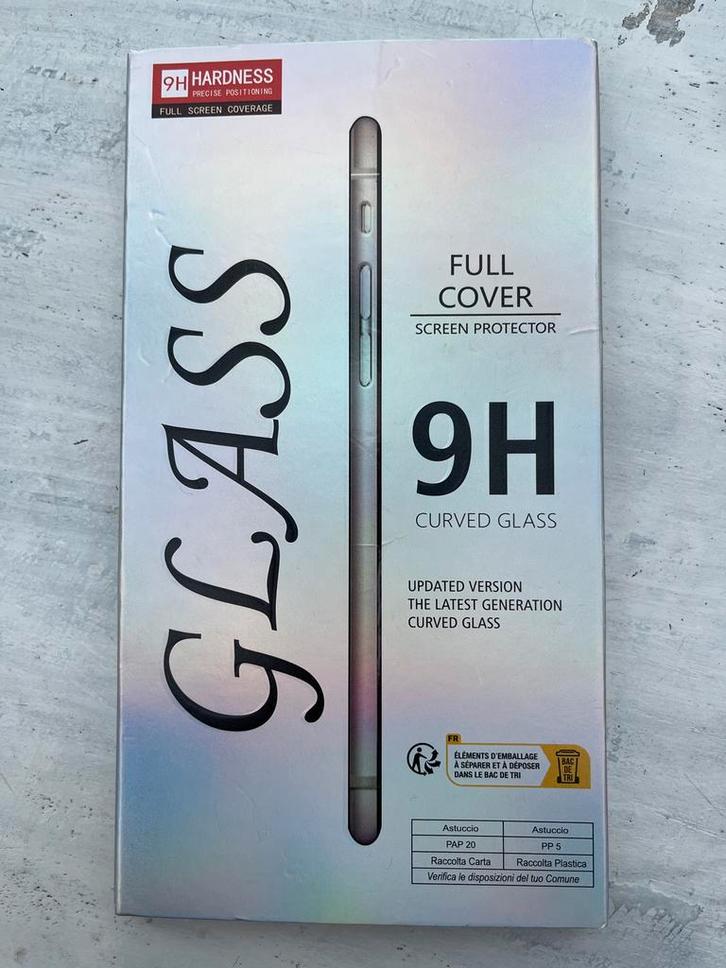 9H HARDNESS
PRECISE POSITIONING
FULL SCREEN COVERAGE
GLASS
FULL
COVER
SCREEN PROTECTOR
9H
CURVED GLASS
UPDATED VERSION
THE LATEST GENERATION
CURVED GLASS
FR
ÉLÉMENTS D'EMBALLAGE
À SÉPARER ET À DÉPOSER
DANS LE BAC DE TRI
BAC
DE
TRI
Astuccio Astuccio
PAP 20 PP 5
Raccolta Carta Raccolta Plastica
Verifica le disposizioni del tuo Comune